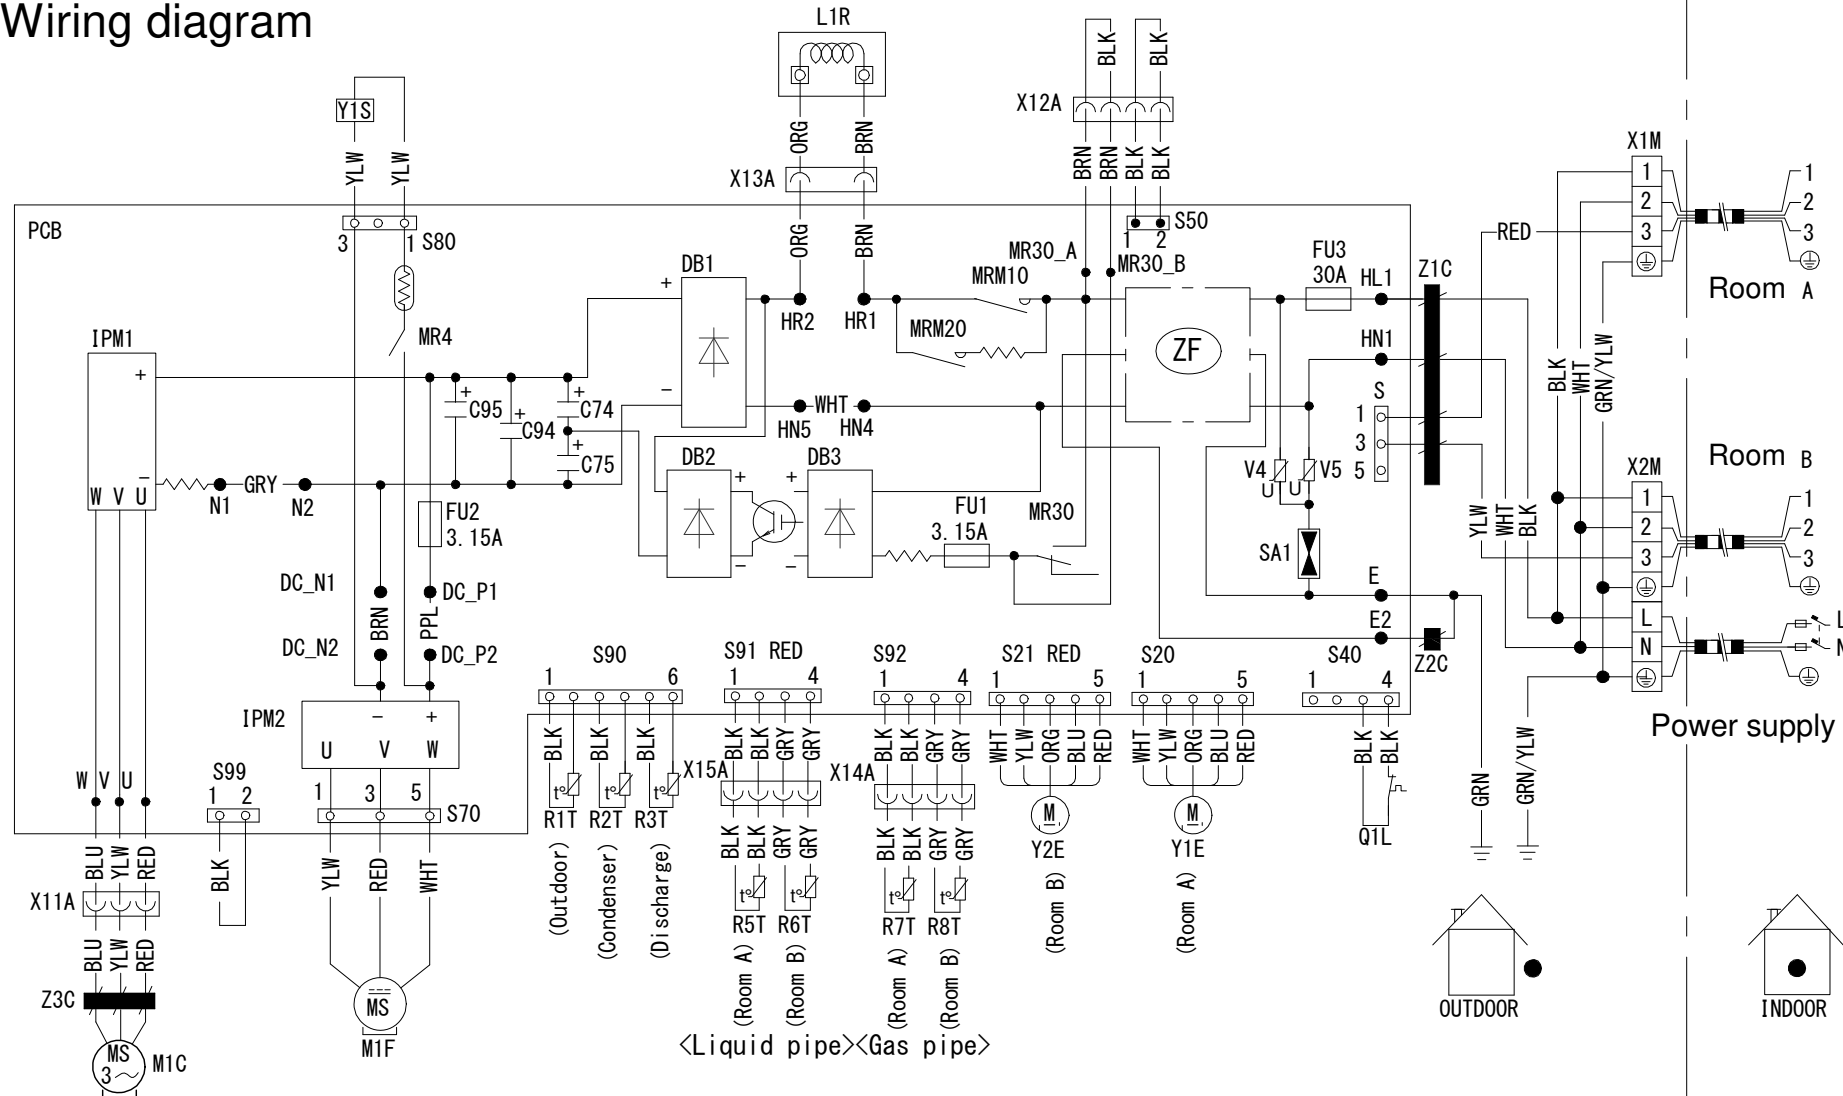 Wiring diagram
L1R
BLK BLK
Y1S
X12A
ORG BRN
X1M
YLW YLW
BRN BRN BLK BLK
X13A
1 1
2 2
3 3
PCB
3 1 S80
ORG BRN
S50
1 2
RED
MR30_A
MR30_B
MRM10
DB1
+
FU3
30A
HL1
Z1C
Room A
HR2
HR1
MRM20
IPM1
MR4
HN1
ZF
BLK
WHT
GRN/YLW
+
−
+
C95
+
C94
+
C74
+
C75
HN5
WHT
HN4
S
1
3
5
Room B
DB2
DB3
V4
V5
U
U
X2M
−
W V U
N1
GRY
N2
+
+
−
−
FU1
3.15A
MR30
FU2
3.15A
YLW
WHT
BLK
1 1
2 2
3 3
SA1
DC_N1
DC_P1
BRN
PPL
DC_N2
DC_P2
E
E2
L
N
L
N
Z2C
S90
1 6
S91 RED
1 4
S92
1 4
S21 RED
1 5
S20
1 5
S40
1 4
IPM2
− +
U V W
Power supply
BLK BLK BLK
BLK BLK GRY GRY
BLK BLK GRY GRY
WHT YLW ORG BLU RED
WHT YLW ORG BLU RED
BLK BLK
W V U
S99
1 2
1 3 5
S70
t° t° t°
R1T R2T R3T
X15A
X14A
M
Y2E
M
Y1E
Q1L
GRN
GRN/YLW
BLU YLW RED
BLK
YLW RED WHT
(Outdoor)
(Condenser)
(Discharge)
BLK BLK GRY GRY
BLK BLK GRY GRY
X11A
t° t°
R5T R6T
t° t°
R7T R8T
(Room B)
(Room A)
BLU YLW RED
(Room A)
(Room B)
(Room A)
(Room B)
Z3C
MS
M1F
OUTDOOR
INDOOR
<Liquid pipe><Gas pipe>
MS
3~
M1C